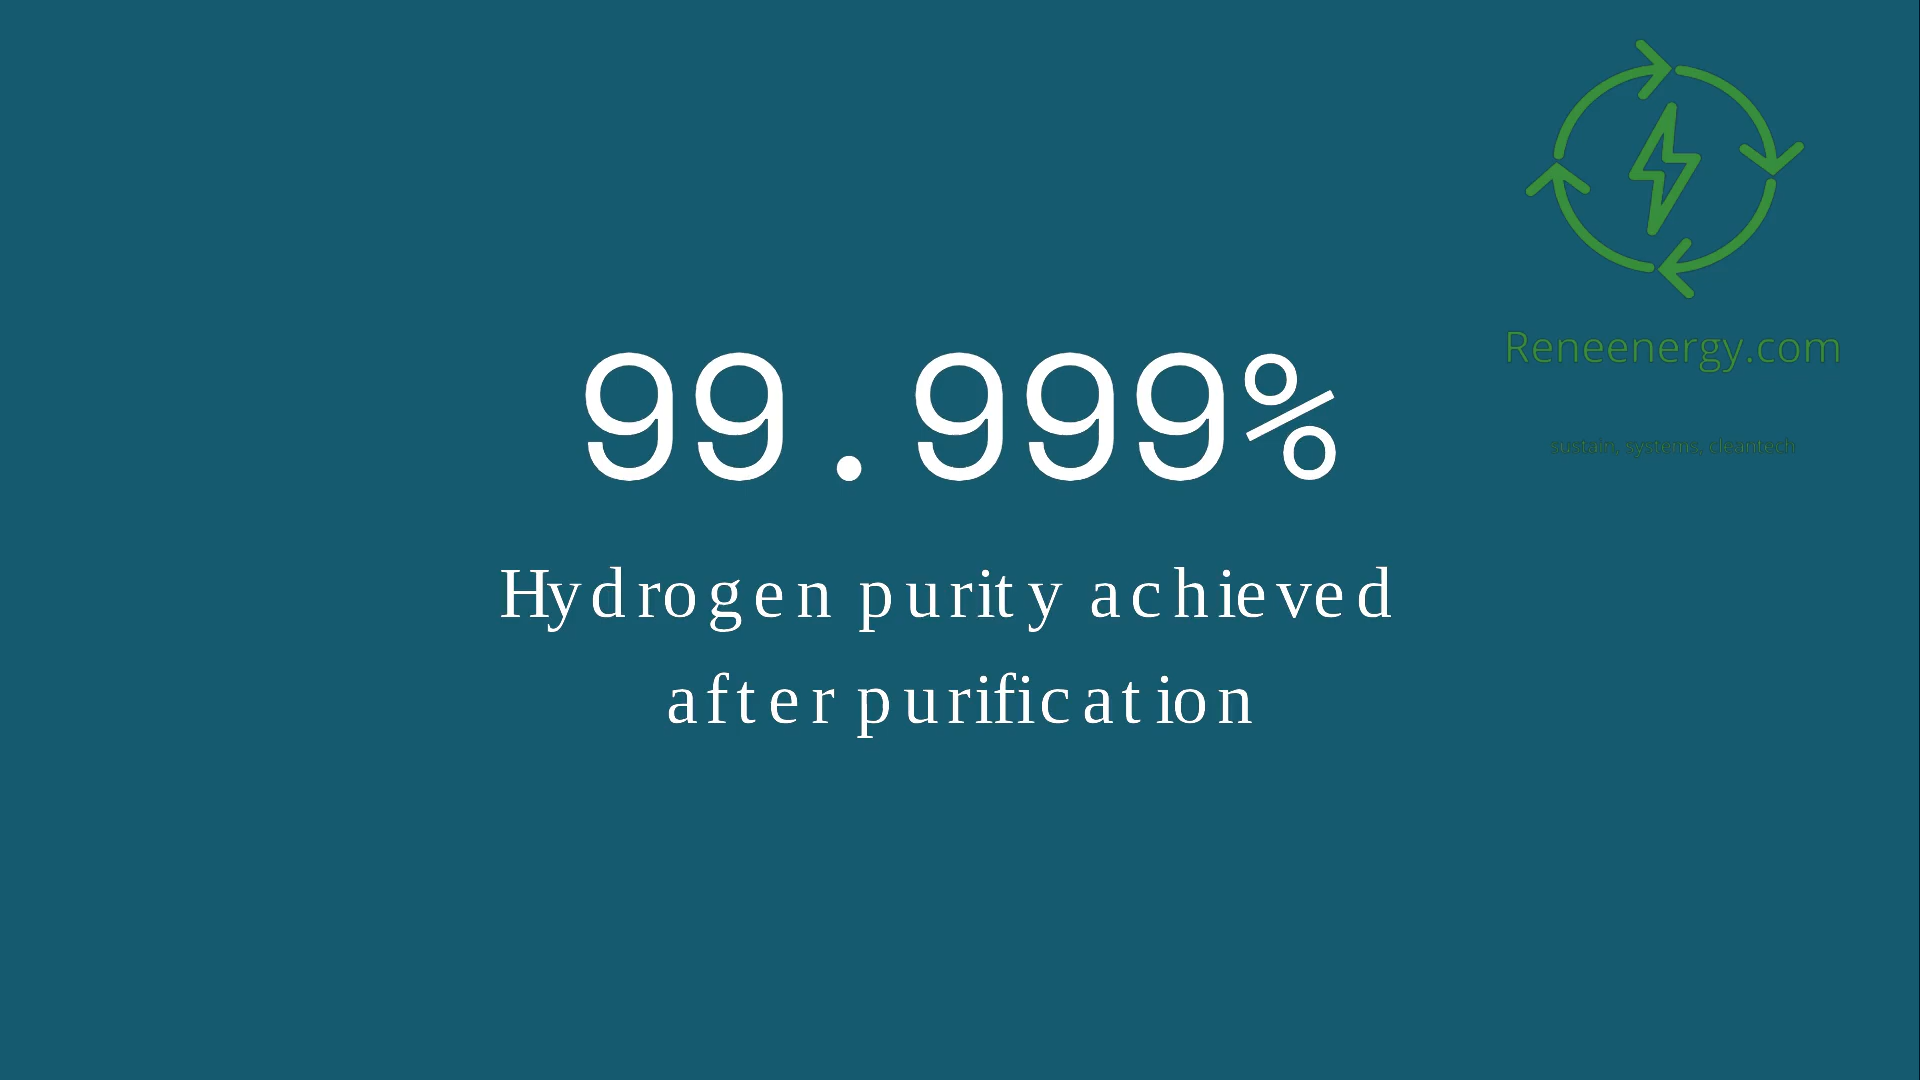 99.999%
Hydrogen purity achieved
after purification
Reneenergy.com
sustain, systems, cleantech